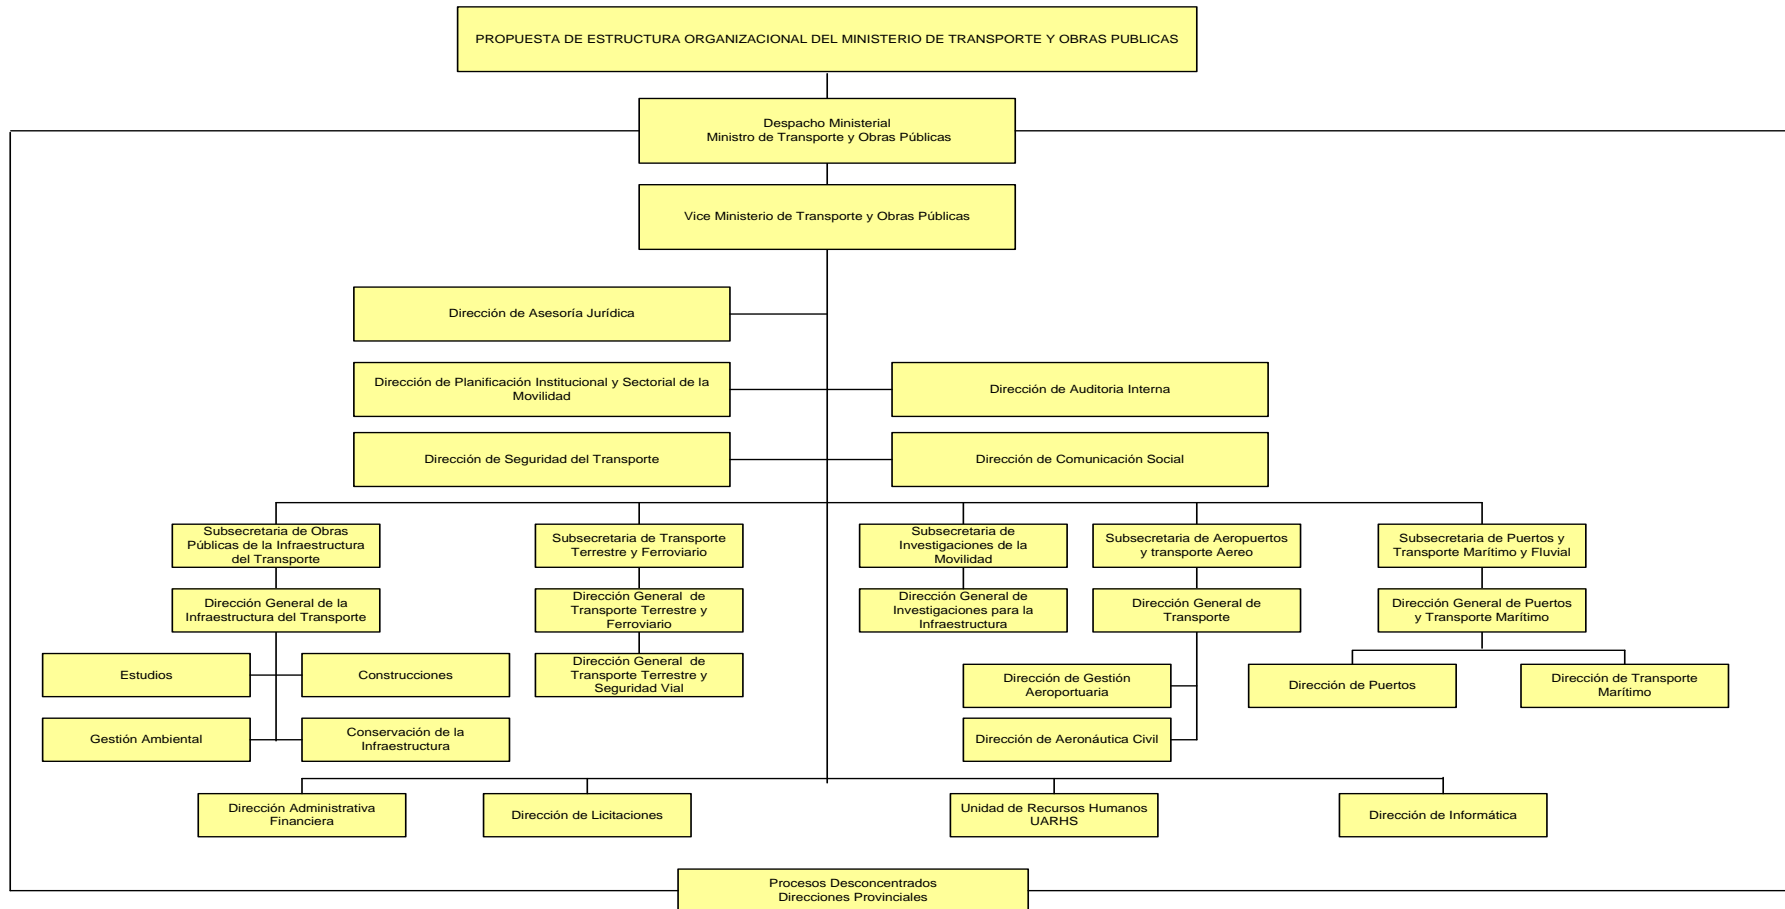 PROPUESTA DE ESTRUCTURA ORGANIZACIONAL DEL MINISTERIO DE TRANSPORTE Y OBRAS PUBLICAS
Despacho Ministerial
Ministro de Transporte y Obras Públicas
Vice Ministerio de Transporte y Obras Públicas
Dirección de Asesoría Jurídica
Dirección de Planificación Institucional y Sectorial de la
Movilidad
Dirección de Auditoria Interna
Dirección de Seguridad del Transporte
Dirección de Comunicación Social
Subsecretaria de Obras
Públicas de la Infraestructura
del Transporte
Subsecretaria de Transporte
Terrestre y Ferroviario
Subsecretaria de
Investigaciones de la
Movilidad
Subsecretaria de Aeropuertos
y transporte Aereo
Subsecretaria de Puertos y
Transporte Marítimo y Fluvial
Dirección General de la
Infraestructura del Transporte
Dirección General de
Transporte Terrestre y
Ferroviario
Dirección General de
Investigaciones para la
Infraestructura
Dirección General de
Transporte
Dirección General de Puertos
y Transporte Marítimo
Estudios
Construcciones
Dirección General de
Transporte Terrestre y
Seguridad Vial
Dirección de Gestión
Aeroportuaria
Dirección de Puertos
Dirección de Transporte
Marítimo
Gestión Ambiental
Conservación de la
Infraestructura
Dirección de Aeronáutica Civil
Dirección Administrativa
Financiera
Dirección de Licitaciones
Unidad de Recursos Humanos
UARHS
Dirección de Informática
Procesos Desconcentrados
Direcciones Provinciales